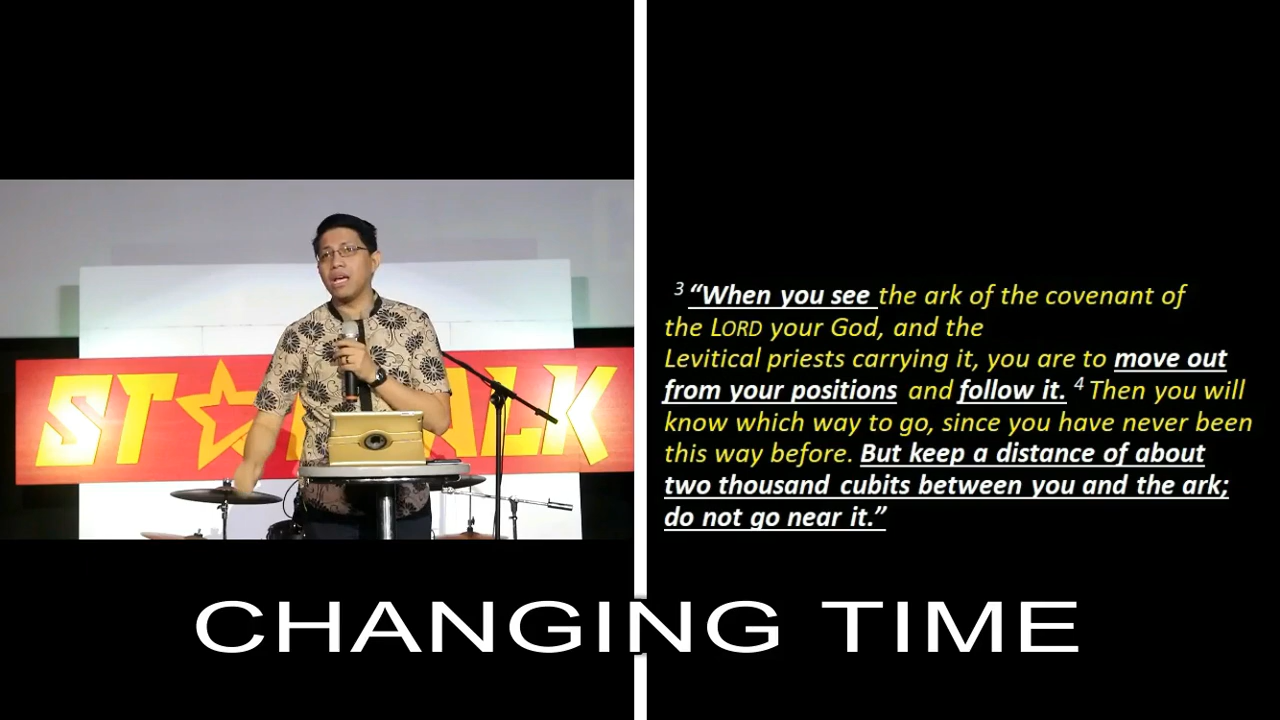 ST☆RTALK
3 “When you see the ark of the covenant of
the LORD your God, and the
Levitical priests carrying it, you are to move out
from your positions and follow it. 4 Then you will
know which way to go, since you have never been
this way before. But keep a distance of about
two thousand cubits between you and the ark;
do not go near it.”
CHANGING TIME